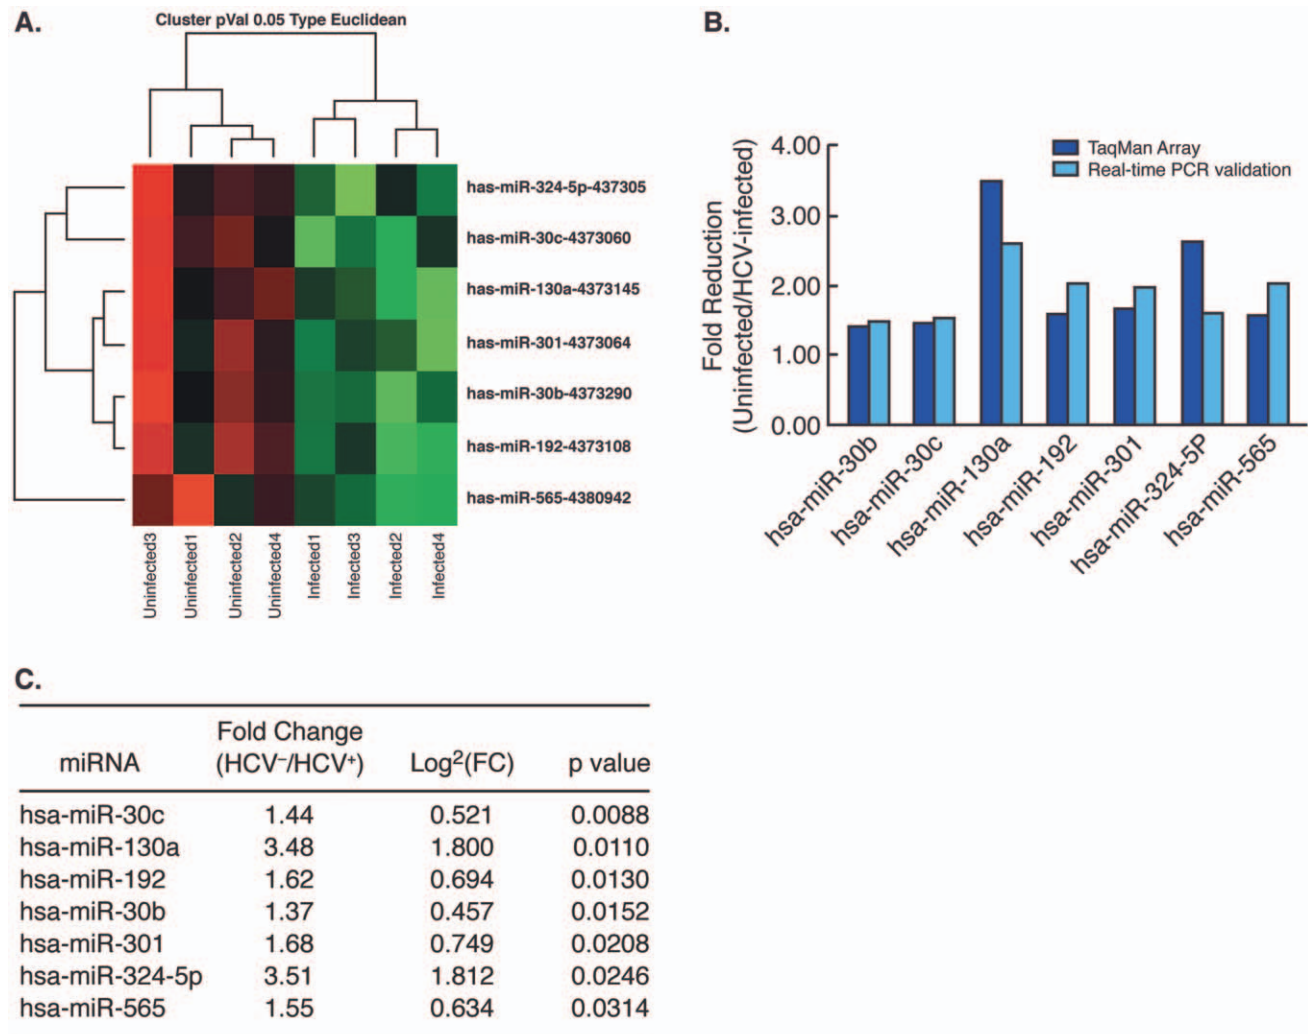 A.
Cluster pVal 0.05 Type Euclidean
has-miR-324-5p-437305
has-miR-30c-4373060
has-miR-130a-4373145
has-miR-301-4373064
has-miR-30b-4373290
has-miR-192-4373108
has-miR-565-4380942
Uninfected3
Uninfected1
Uninfected2
Uninfected4
Infected1
Infected3
Infected2
Infected4
B.
TaqMan Array
Real-time PCR validation
Fold Reduction
(Uninfected/HCV-infected)
4.00
3.00
2.00
1.00
0.00
hsa-miR-30b
hsa-miR-30c
hsa-miR-130a
hsa-miR-192
hsa-miR-301
hsa-miR-324-5P
hsa-miR-565
C.
miRNA Fold Change (HCV⁻/HCV⁺) Log²(FC) p value
hsa-miR-30c 1.44 0.521 0.0088
hsa-miR-130a 3.48 1.800 0.0110
hsa-miR-192 1.62 0.694 0.0130
hsa-miR-30b 1.37 0.457 0.0152
hsa-miR-301 1.68 0.749 0.0208
hsa-miR-324-5p 3.51 1.812 0.0246
hsa-miR-565 1.55 0.634 0.0314